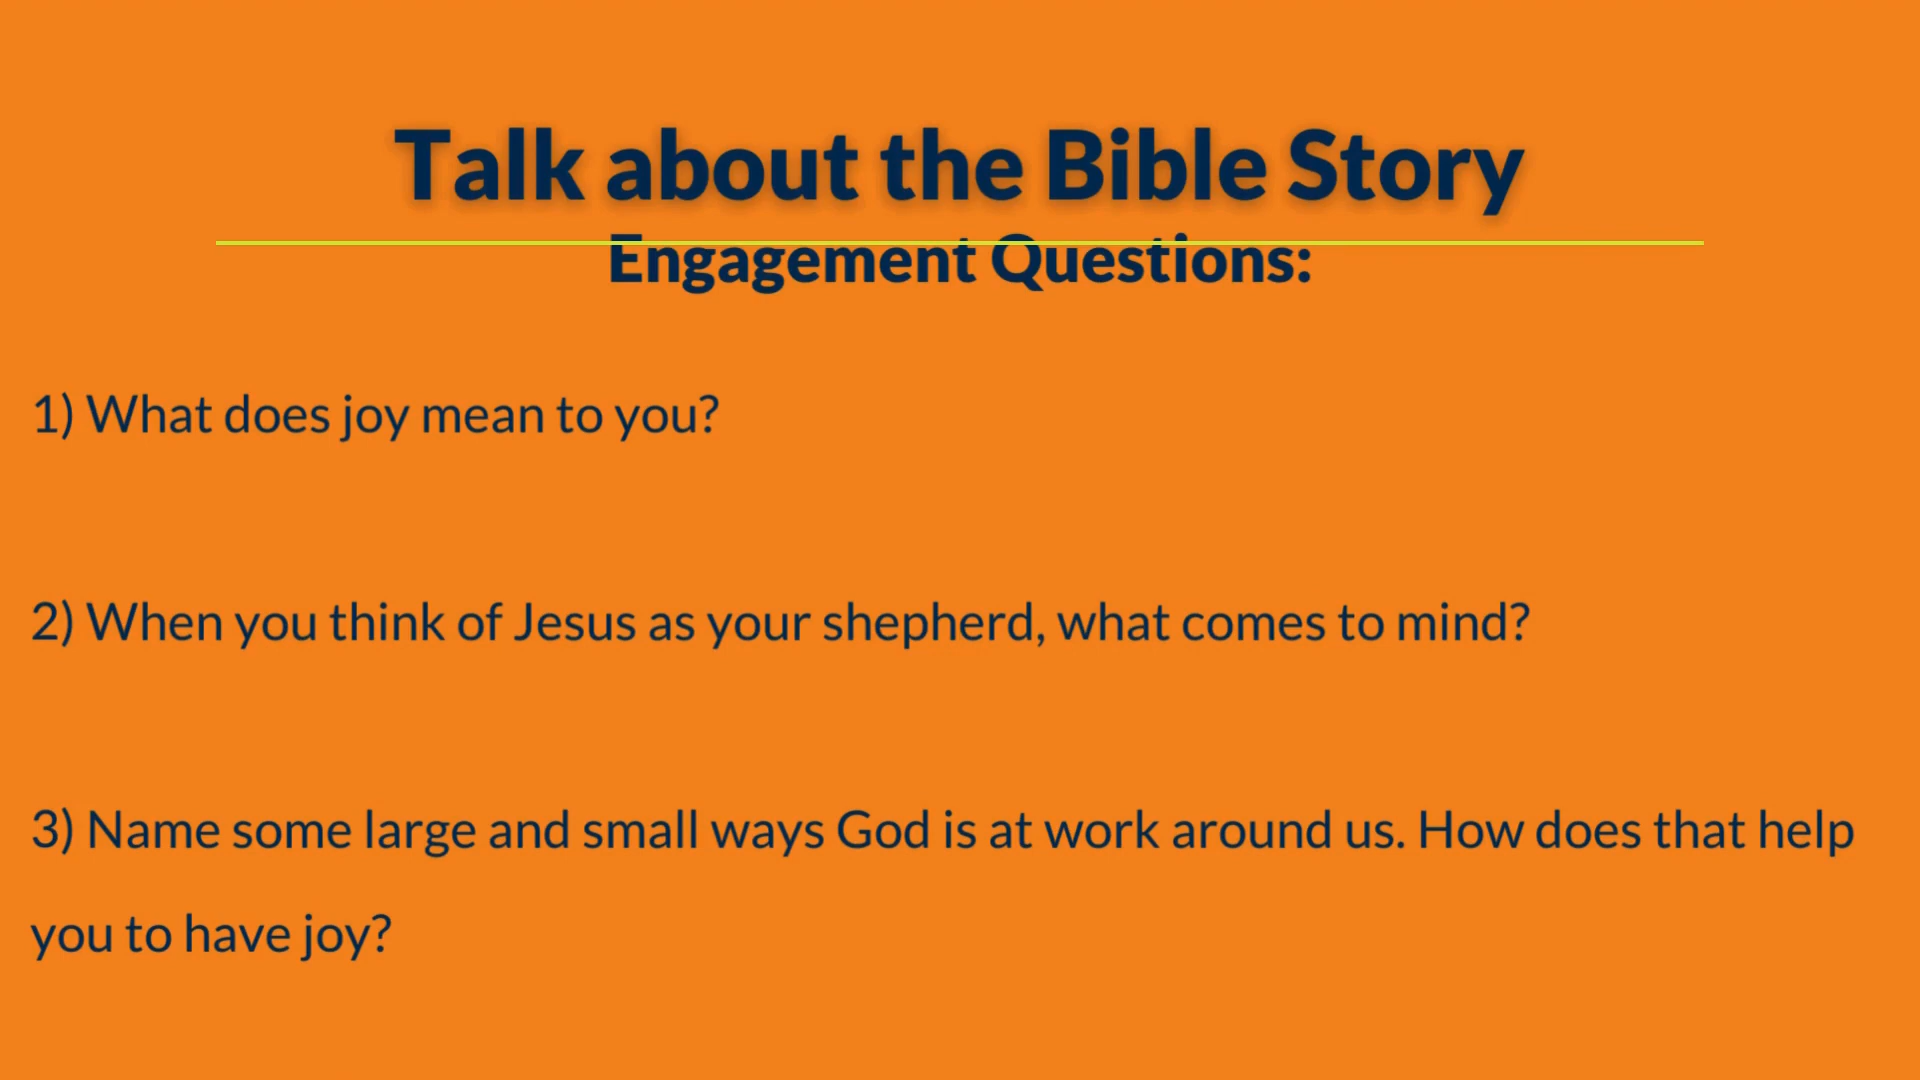 Talk about the Bible Story
Engagement Questions:
1) What does joy mean to you?
2) When you think of Jesus as your shepherd, what comes to mind?
3) Name some large and small ways God is at work around us. How does that help
you to have joy?